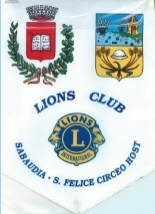 LIONS CLUB
LIONS
L
INTERNATIONAL
SABAUDIA - S. FELICE CIRCEO HOST